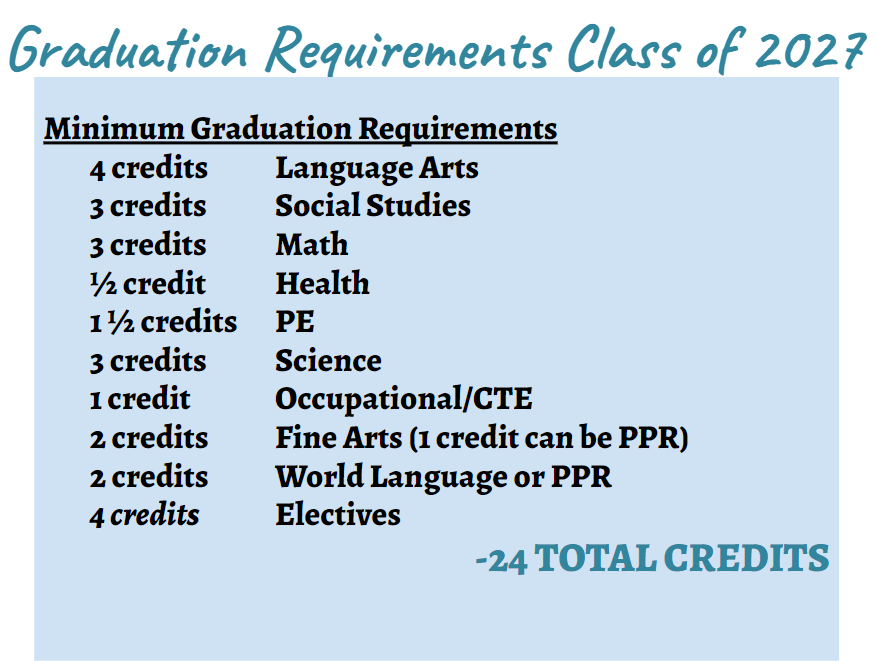 Graduation Requirements Class of 2027
Minimum Graduation Requirements
4 credits Language Arts
3 credits Social Studies
3 credits Math
½ credit Health
1 ½ credits PE
3 credits Science
1 credit Occupational/CTE
2 credits Fine Arts (1 credit can be PPR)
2 credits World Language or PPR
4 credits Electives
-24 TOTAL CREDITS